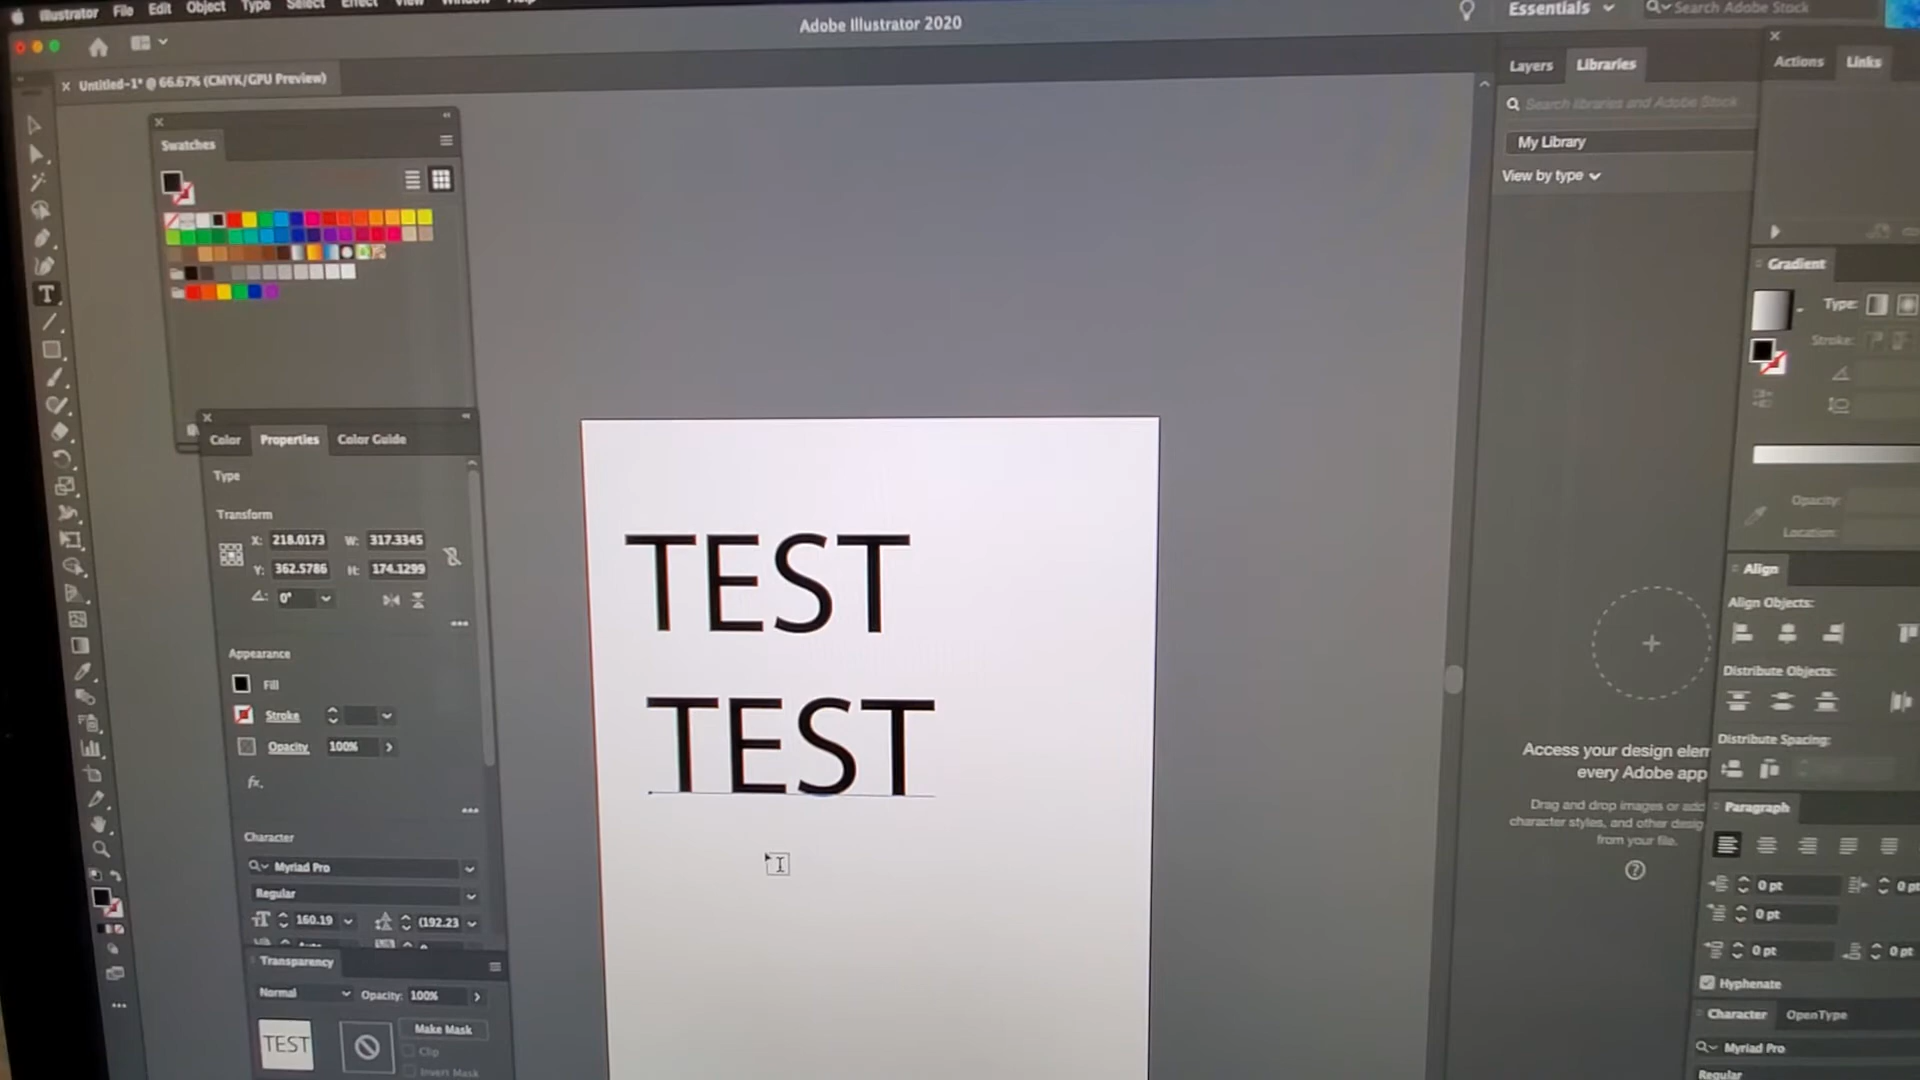 Illustrator File Edit Object Type Select Effect View Window Help
Adobe Illustrator 2020
Essentials
Search Adobe Stock
× Untitled-1* @ 66.67% (CMYK/GPU Preview)
Swatches
Color Properties Color Guide
Type
Transform
X: 218.0173 W: 317.3345
Y: 362.5786 H: 174.1299
0°
Appearance
Fill
Stroke
Opacity 100%
fx.
Character
Myriad Pro
Regular
160.19 (192.23
Transparency
Normal Opacity: 100%
TEST
Make Mask
Clip
Invert Mask
TEST
TEST
Layers Libraries
Search libraries and Adobe Stock
My Library
View by type
Access your design elem
every Adobe app
Drag and drop images or add
character styles, and other desig
from your file.
Actions Links
Gradient
Type:
Stroke:
Opacity:
Location:
Align
Align Objects:
Distribute Objects:
Distribute Spacing:
Paragraph
0 pt 0 pt
0 pt
0 pt 0 pt
Hyphenate
Character OpenType
Myriad Pro
Regular